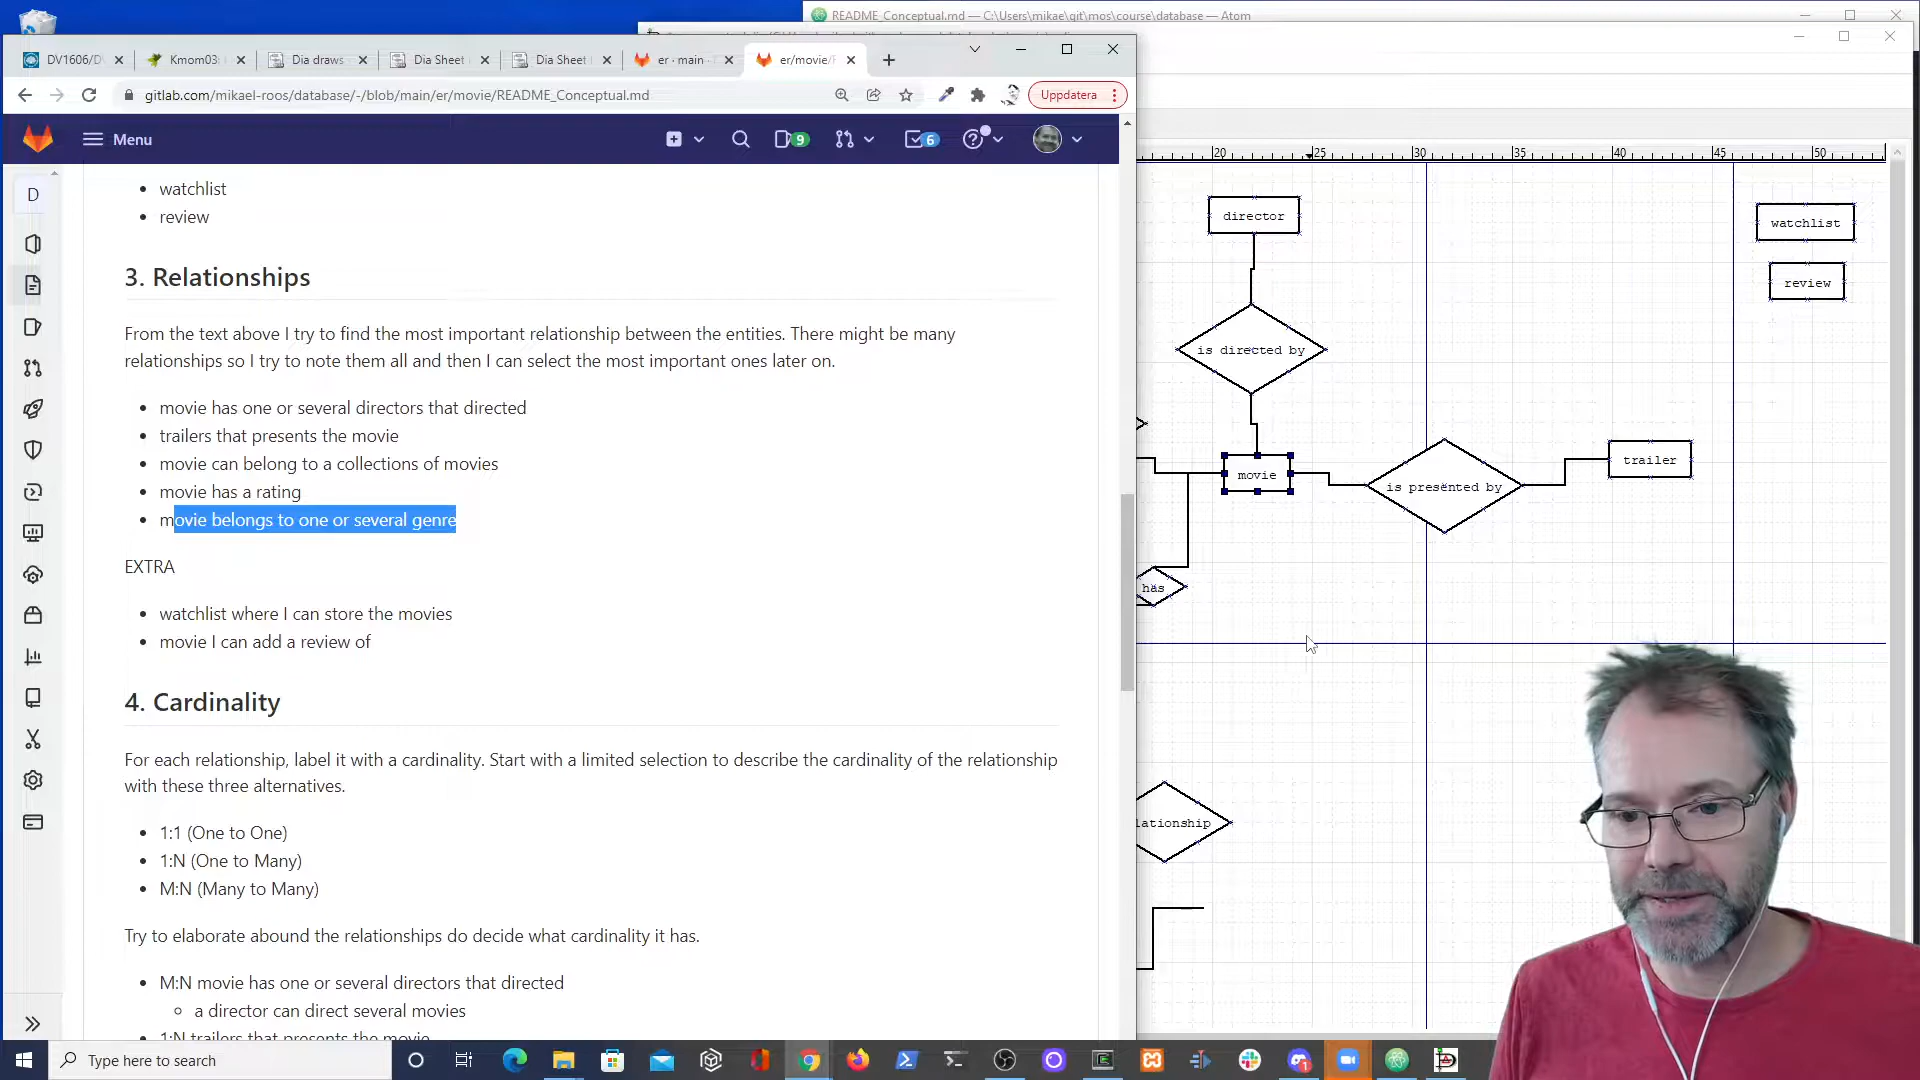 README_Conceptual.md — C:\Users\mikae\git\mos\course\database — Atom
DV1606/D
Kmom03:
Dia draws
Dia Sheet
Dia Sheet
er · main ·
er/movie/
gitlab.com/mikael-roos/database/-/blob/main/er/movie/README_Conceptual.md
Uppdatera
Menu
9
6
D
watchlist
review
3. Relationships
From the text above I try to find the most important relationship between the entities. There might be many
relationships so I try to note them all and then I can select the most important ones later on.
movie has one or several directors that directed
trailers that presents the movie
movie can belong to a collections of movies
movie has a rating
movie belongs to one or several genre
EXTRA
watchlist where I can store the movies
movie I can add a review of
4. Cardinality
For each relationship, label it with a cardinality. Start with a limited selection to describe the cardinality of the relationship
with these three alternatives.
1:1 (One to One)
1:N (One to Many)
M:N (Many to Many)
Try to elaborate abound the relationships do decide what cardinality it has.
M:N movie has one or several directors that directed
a director can direct several movies
1:N trailers that presents the movie
20 25 30 35 40 45 50
director
watchlist
review
is directed by
movie
is presented by
trailer
has
lationship
Type here to search
1